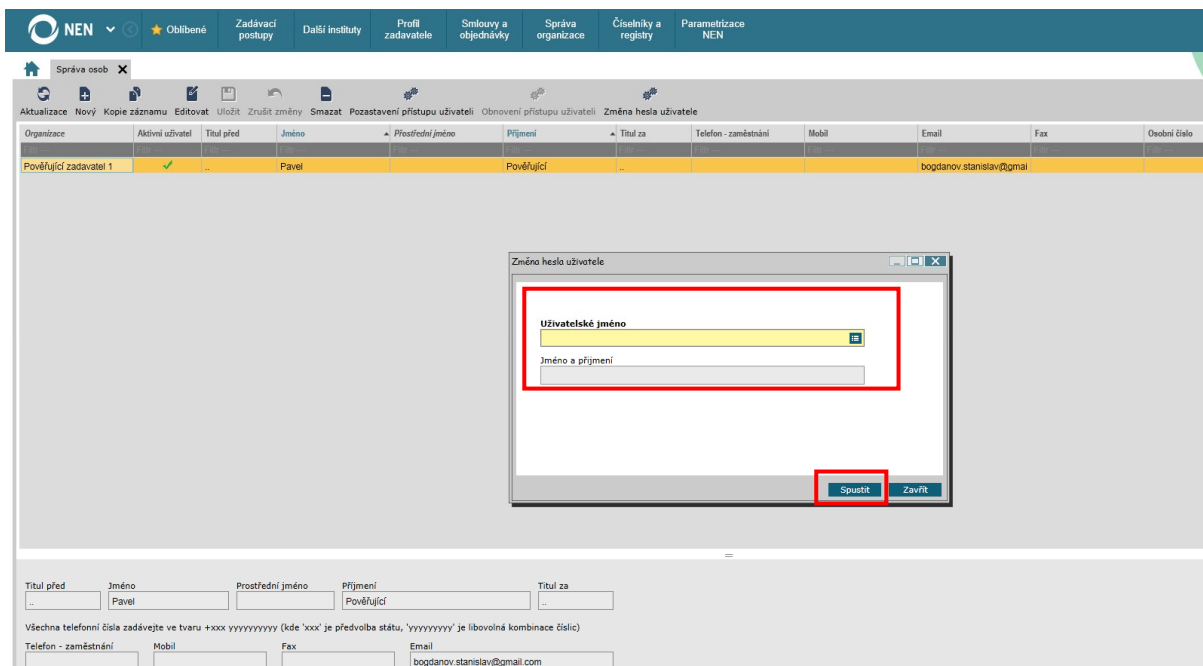 NEN Oblíbené Zadávací postupy Další instituty Profil zadavatele Smlouvy a objednávky Správa organizace Číselníky a registry Parametrizace NEN
Správa osob X
Aktualizace Nový Kopie záznamu Editovat Uložit Zrušit změny Smazat Pozastavení přístupu uživateli Obnovení přístupu uživateli Změna hesla uživatele
Organizace Aktivní uživatel Titul před Jméno Prostřední jméno Příjmení Titul za Telefon - zaměstnání Mobil Email Fax Osobní číslo
Pověřující zadavatel 1 .. Pavel Pověřující .. bogdanov.stanislav@gmai
Změna hesla uživatele
Uživatelské jméno
Jméno a příjmení
Spustit Zavřít
Titul před Jméno Prostřední jméno Příjmení Titul za
.. Pavel Pověřující ..
Všechna telefonní čísla zadávejte ve tvaru +xxx yyyyyyyyy (kde 'xxx' je předvolba státu, 'yyyyyyyyy' je libovolná kombinace číslic)
Telefon - zaměstnání Mobil Fax Email
bogdanov.stanislav@gmail.com